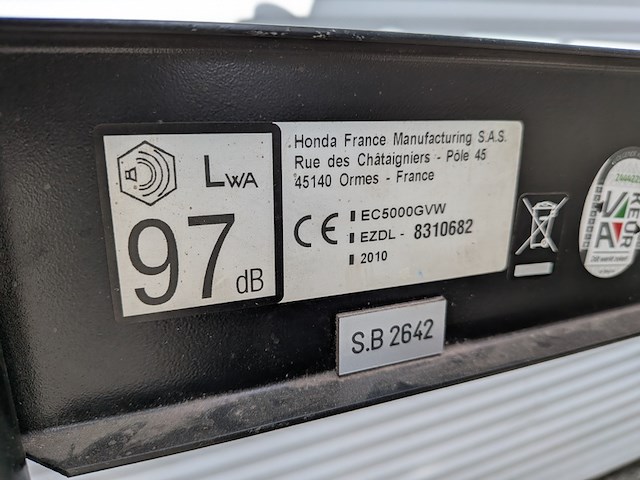 LWA
97 dB
Honda France Manufacturing S.A.S.
Rue des Châtaigniers - Pôle 45
45140 Ormes - France
CE
EC5000GVW
EZDL - 8310682
2010
S.B 2642